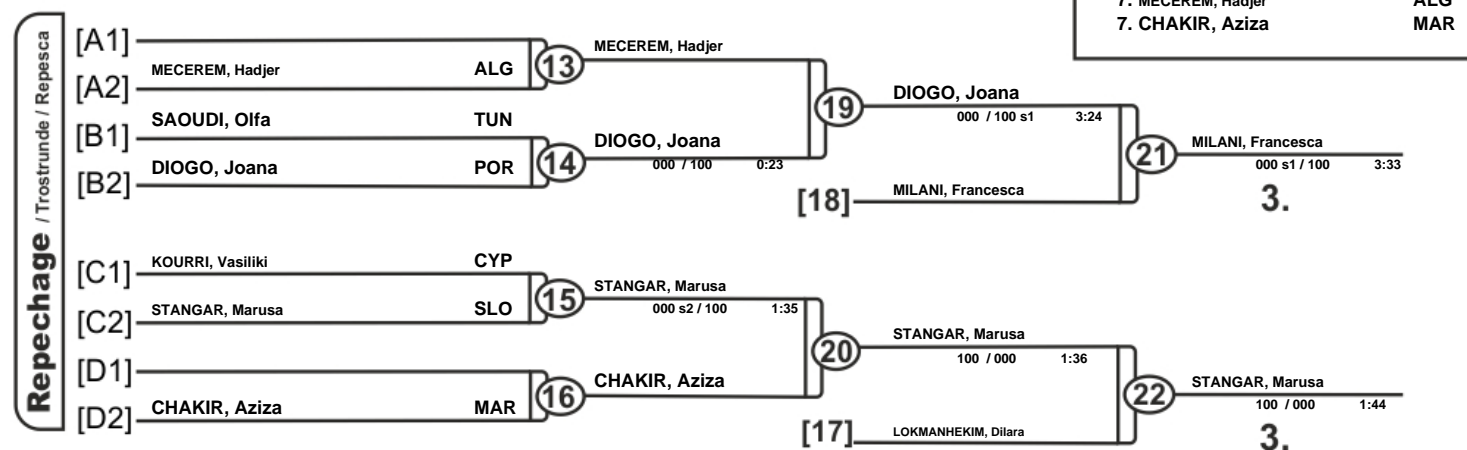 7. MECEREM, Hadjer ALG
7. CHAKIR, Aziza MAR
Repechage / Trostrunde / Repesca
[A1]
MECEREM, Hadjer
[A2] MECEREM, Hadjer ALG 13
DIOGO, Joana
19 000 / 100 s1 3:24
[B1] SAOUDI, Olfa TUN
DIOGO, Joana
MILANI, Francesca
[B2] DIOGO, Joana POR 14 000 / 100 0:23
21 000 s1 / 100 3:33
[18] MILANI, Francesca
3.
[C1] KOURRI, Vasiliki CYP
STANGAR, Marusa
[C2] STANGAR, Marusa SLO 15 000 s2 / 100 1:35
STANGAR, Marusa
20 100 / 000 1:36
[D1]
CHAKIR, Aziza
STANGAR, Marusa
[D2] CHAKIR, Aziza MAR 16
22 100 / 000 1:44
[17] LOKMANHEKIM, Dilara
3.